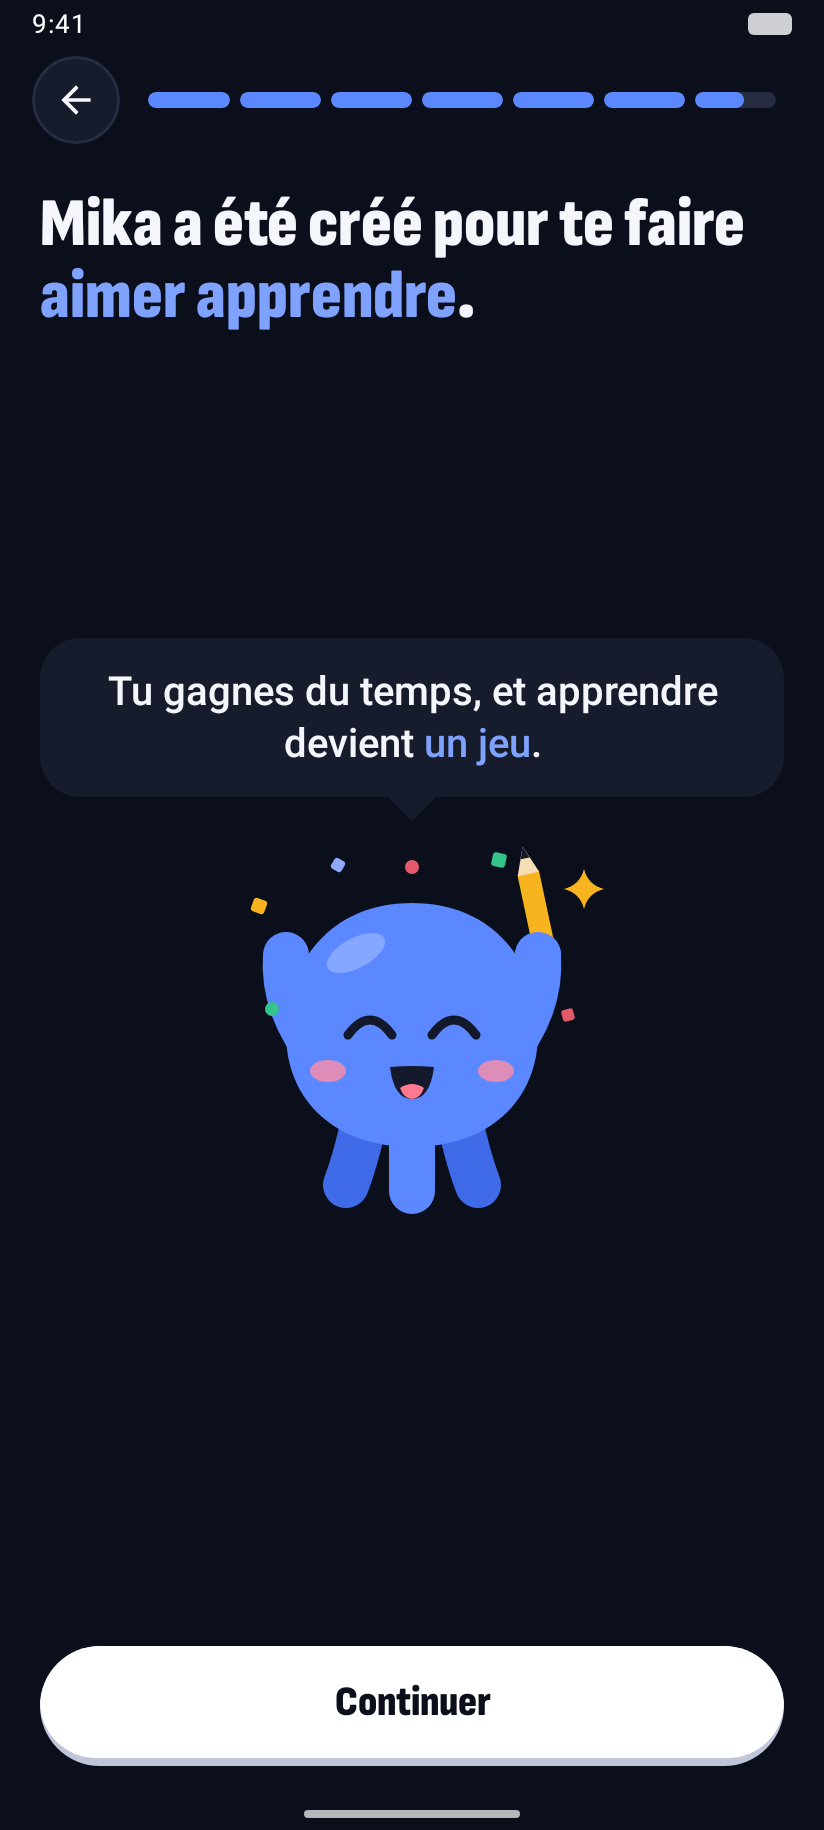 9:41
Mika a été créé pour te faire
aimer apprendre.
Tu gagnes du temps, et apprendre
devient un jeu.
Continuer